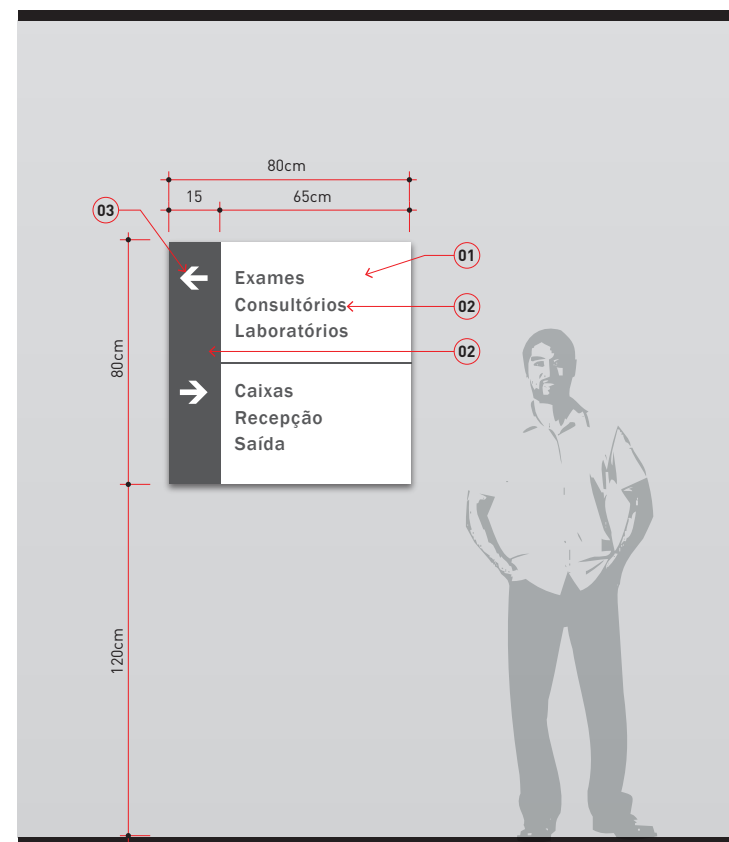 80cm
15
65cm
03
01
Exames
Consultórios
02
Laboratórios
02
80cm
Caixas
Recepção
Saída
120cm